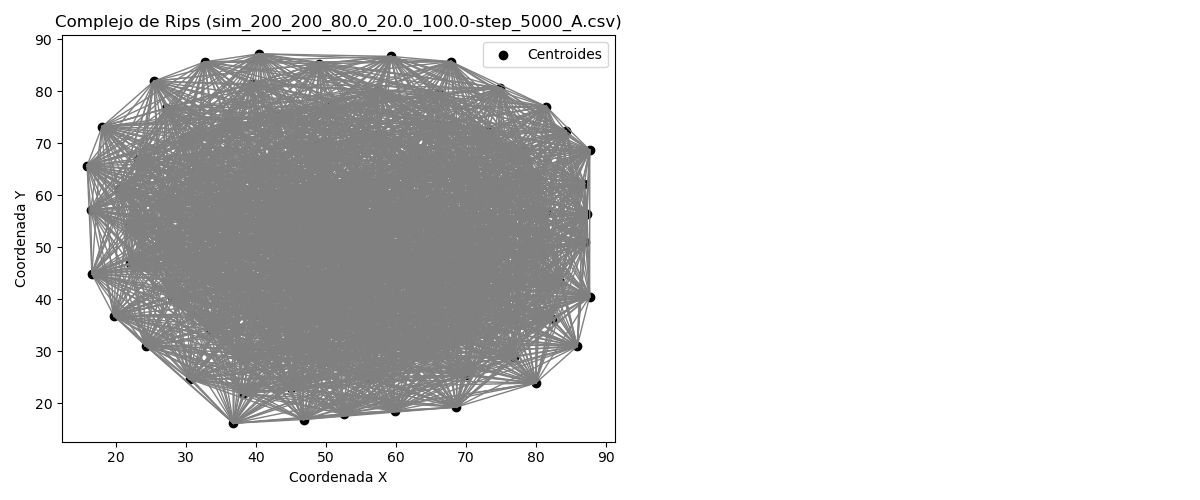 Complejo de Rips (sim_200_200_80.0_20.0_100.0-step_5000_A.csv)
Centroides
90
80
70
60
50
40
30
20
Coordenada Y
20 30 40 50 60 70 80 90
Coordenada X